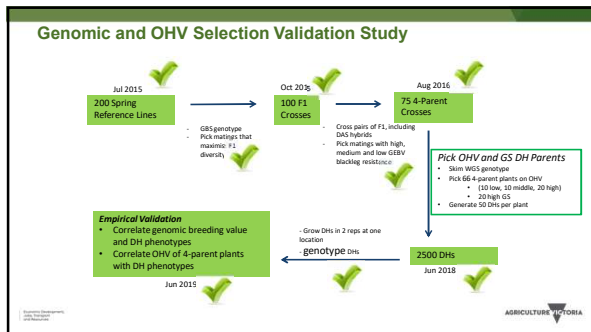 Genomic and OHV Selection Validation Study
Jul 2015
200 Spring
Reference Lines
- GBS genotype
- Pick matings that
maximise F1
diversity
Oct 2015
100 F1
Crosses
- Cross pairs of F1, including
DAS hybrids
- Pick matings with high,
medium and low GEBV
blackleg resistance
Aug 2016
75 4-Parent
Crosses
Pick OHV and GS DH Parents
• Skim WGS genotype
• Pick 66 4-parent plants on OHV
• (10 low, 10 middle, 20 high)
• 20 high GS
• Generate 50 DHs per plant
2500 DHs
Jun 2018
- Grow DHs in 2 reps at one
location
- genotype DHs
Empirical Validation
• Correlate genomic breeding value
and DH phenotypes
• Correlate OHV of 4-parent plants
with DH phenotypes
Jun 2019
Economic Development,
Jobs, Transport
and Resources
AGRICULTURE VICTORIA